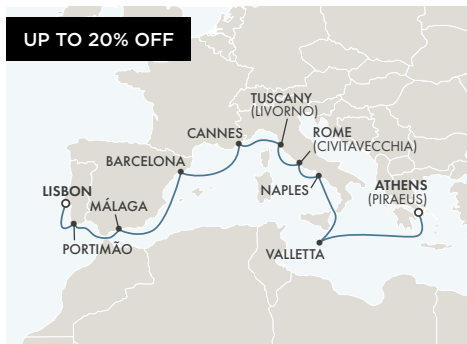 UP TO 20% OFF
TUSCANY
(LIVORNO)
CANNES
ROME
(CIVITAVECCHIA)
BARCELONA
NAPLES
ATHENS
(PIRAEUS)
LISBON
MÁLAGA
PORTIMÃO
VALLETTA